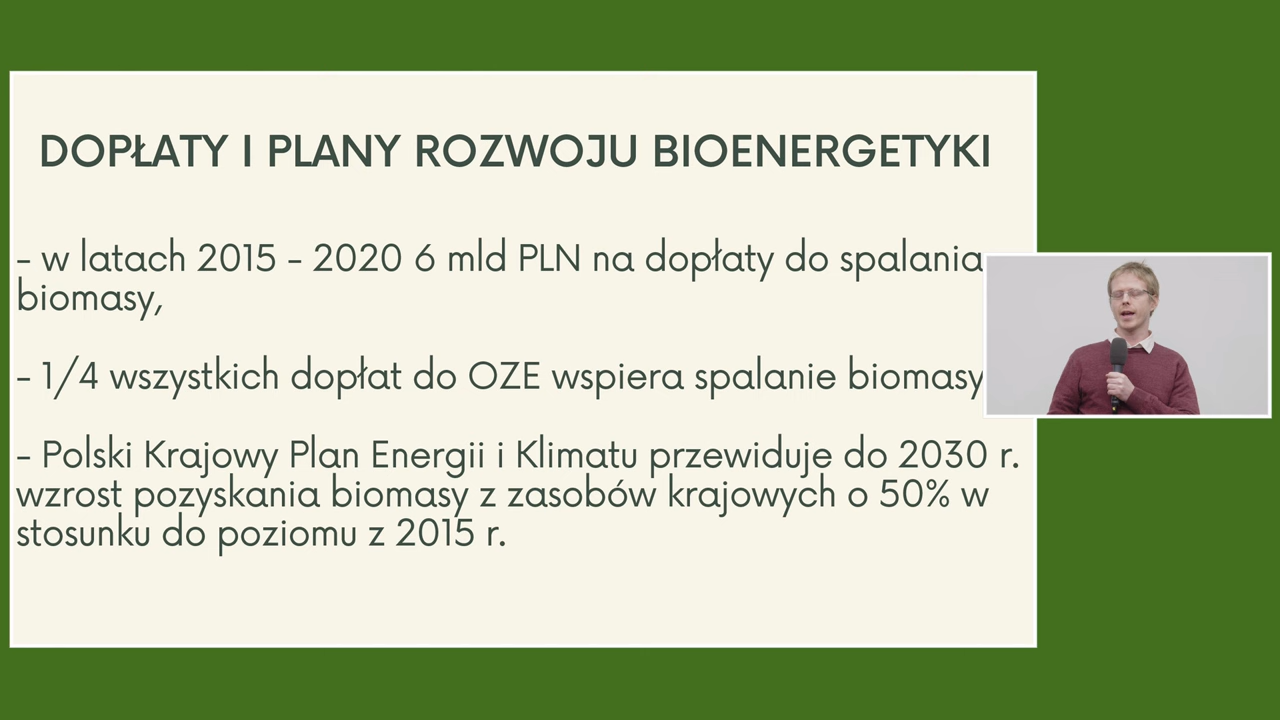 DOPŁATY I PLANY ROZWOJU BIOENERGETYKI
- w latach 2015 - 2020 6 mld PLN na dopłaty do spalania
biomasy,
- 1/4 wszystkich dopłat do OZE wspiera spalanie biomasy
- Polski Krajowy Plan Energii i Klimatu przewiduje do 2030 r.
wzrost pozyskania biomasy z zasobów krajowych o 50% w
stosunku do poziomu z 2015 r.